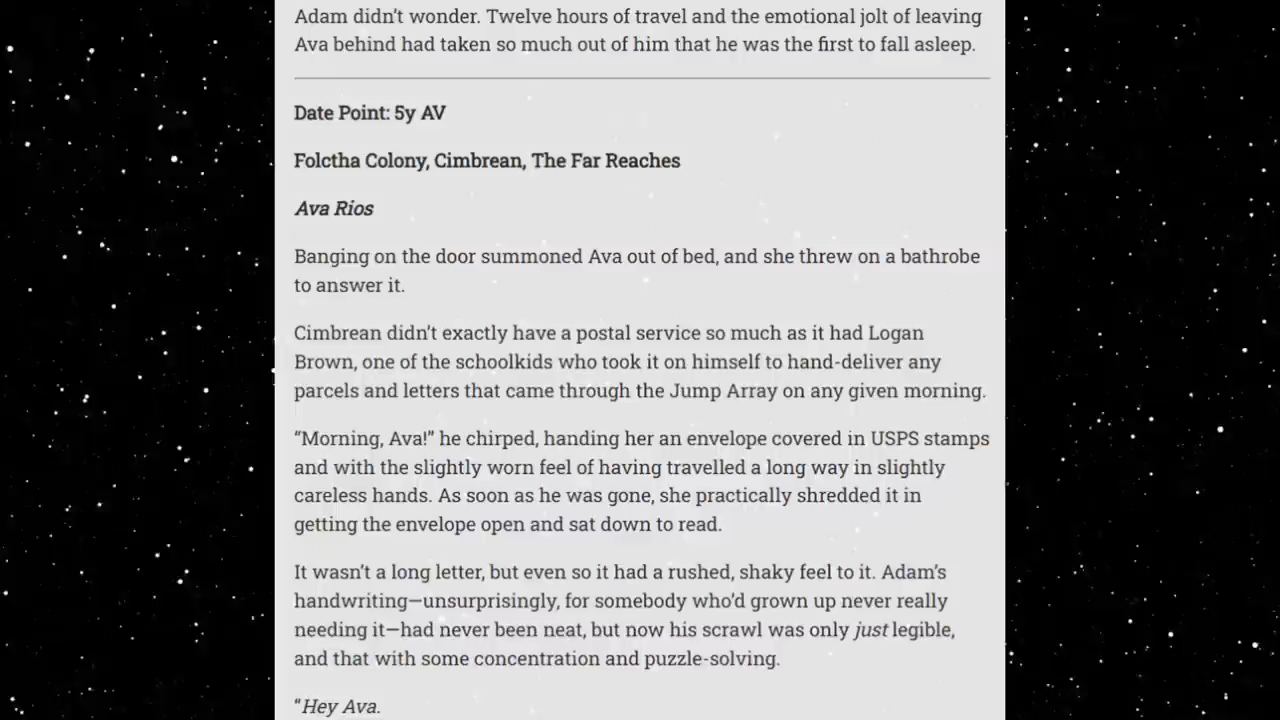 Adam didn’t wonder. Twelve hours of travel and the emotional jolt of leaving
Ava behind had taken so much out of him that he was the first to fall asleep.
Date Point: 5y AV
Folctha Colony, Cimbrean, The Far Reaches
Ava Rios
Banging on the door summoned Ava out of bed, and she threw on a bathrobe
to answer it.
Cimbrean didn’t exactly have a postal service so much as it had Logan
Brown, one of the schoolkids who took it on himself to hand-deliver any
parcels and letters that came through the Jump Array on any given morning.
“Morning, Ava!” he chirped, handing her an envelope covered in USPS stamps
and with the slightly worn feel of having travelled a long way in slightly
careless hands. As soon as he was gone, she practically shredded it in
getting the envelope open and sat down to read.
It wasn’t a long letter, but even so it had a rushed, shaky feel to it. Adam’s
handwriting—unsurprisingly, for somebody who’d grown up never really
needing it—had never been neat, but now his scrawl was only just legible,
and that with some concentration and puzzle-solving.
“Hey Ava.